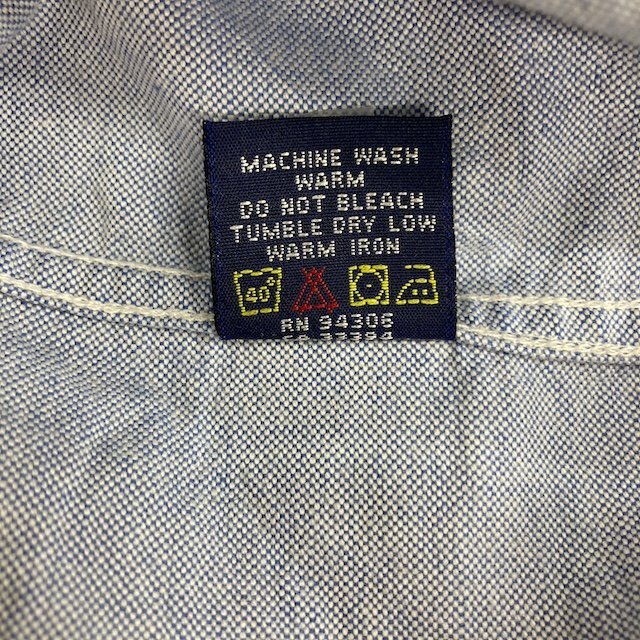 MACHINE WASH
WARM
DO NOT BLEACH
TUMBLE DRY LOW
WARM IRON
40°
RN 94306